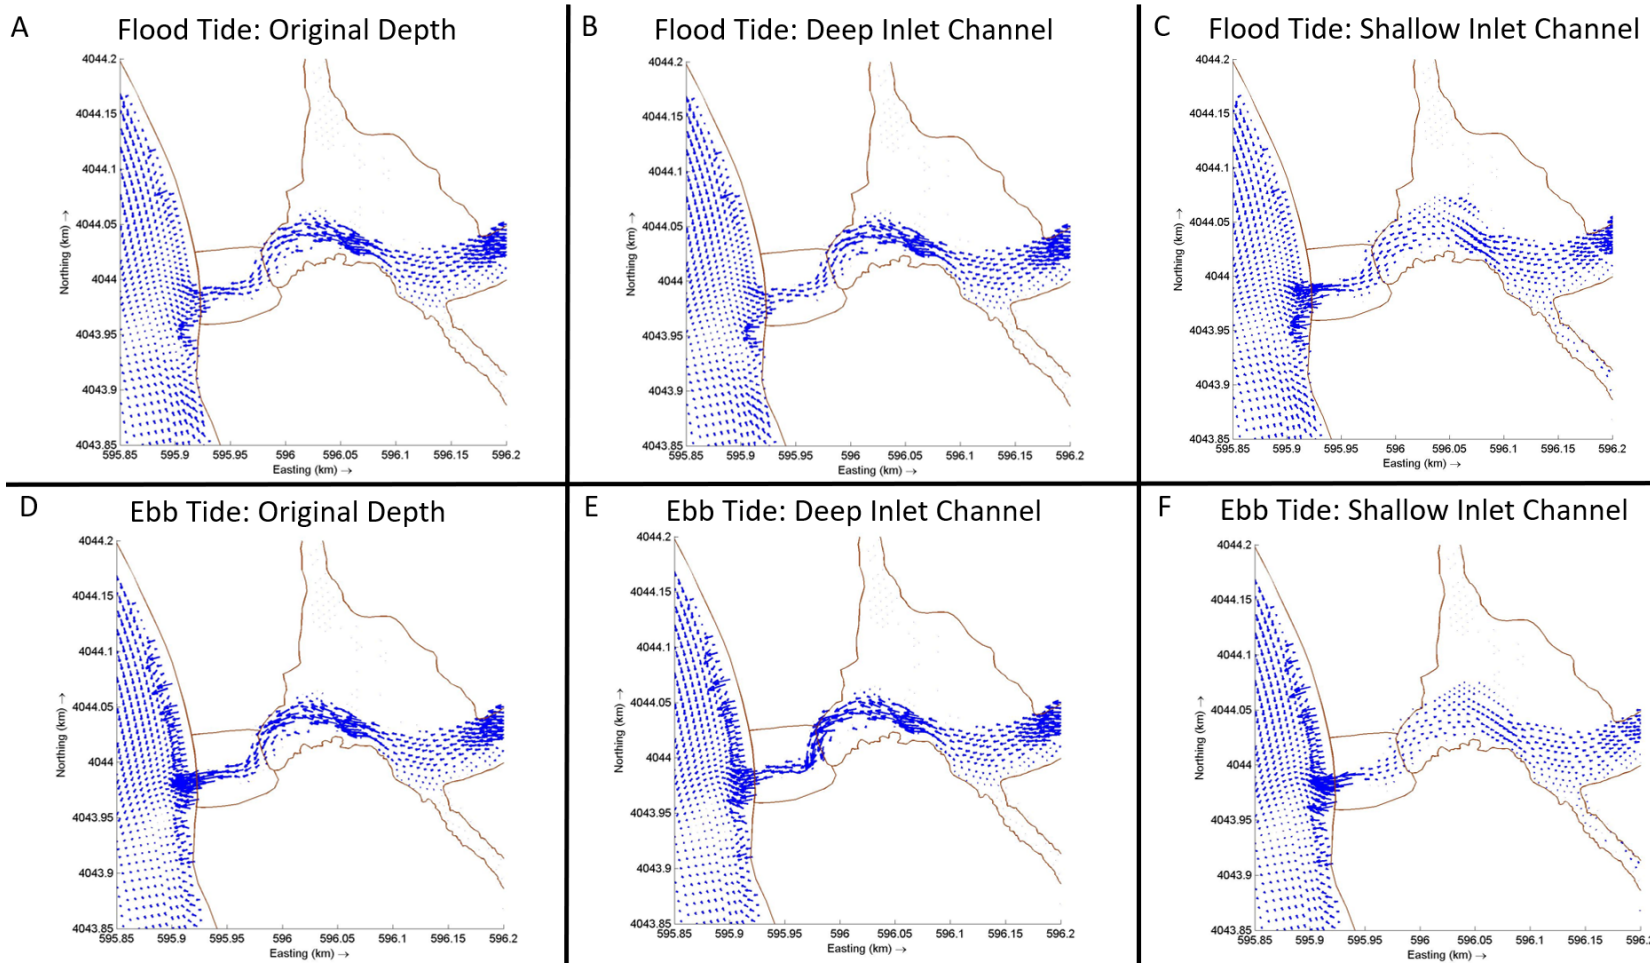 A
Flood Tide: Original Depth
4044.2
4044.15
4044.1
4044.05
4044
4043.95
4043.9
4043.85
Northing (km) →
595.85 595.9 595.95 596 596.05 596.1 596.15 596.2
Easting (km) →
B
Flood Tide: Deep Inlet Channel
4044.2
4044.15
4044.1
4044.05
4044
4043.95
4043.9
4043.85
Northing (km) →
595.85 595.9 595.95 596 596.05 596.1 596.15 596.2
Easting (km) →
C
Flood Tide: Shallow Inlet Channel
4044.2
4044.15
4044.1
4044.05
4044
4043.95
4043.9
4043.85
Northing (km) →
595.85 595.9 595.95 596 596.05 596.1 596.15 596.2
Easting (km) →
D
Ebb Tide: Original Depth
4044.2
4044.15
4044.1
4044.05
4044
4043.95
4043.9
4043.85
Northing (km) →
595.85 595.9 595.95 596 596.05 596.1 596.15 596.2
Easting (km) →
E
Ebb Tide: Deep Inlet Channel
4044.2
4044.15
4044.1
4044.05
4044
4043.95
4043.9
4043.85
Northing (km) →
595.85 595.9 595.95 596 596.05 596.1 596.15 596.2
Easting (km) →
F
Ebb Tide: Shallow Inlet Channel
4044.2
4044.15
4044.1
4044.05
4044
4043.95
4043.9
4043.85
Northing (km) →
595.85 595.9 595.95 596 596.05 596.1 596.15 596.2
Easting (km) →